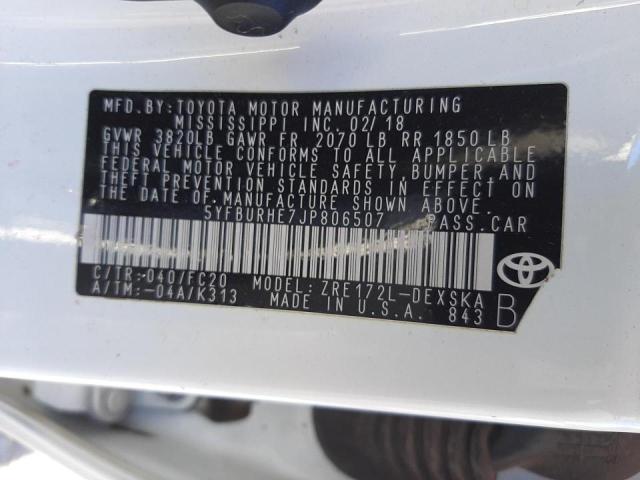 MFD.BY:TOYOTA MOTOR MANUFACTURING
MISSISSIPPI INC. 02/18
GVWR 3820LB GAWR FR 2070 LB RR 1850 LB
THIS VEHICLE CONFORMS TO ALL APPLICABLE
FEDERAL MOTOR VEHICLE SAFETY, BUMPER, AND
THEFT PREVENTION STANDARDS IN EFFECT ON
THE DATE OF MANUFACTURE SHOWN ABOVE.
5YFBURHE7JP806507 PASS.CAR
C/TR:040/FC20 MODEL: ZRE172L-DEXSKA
A/TM:-04A/K313 MADE IN U.S.A. 843 B